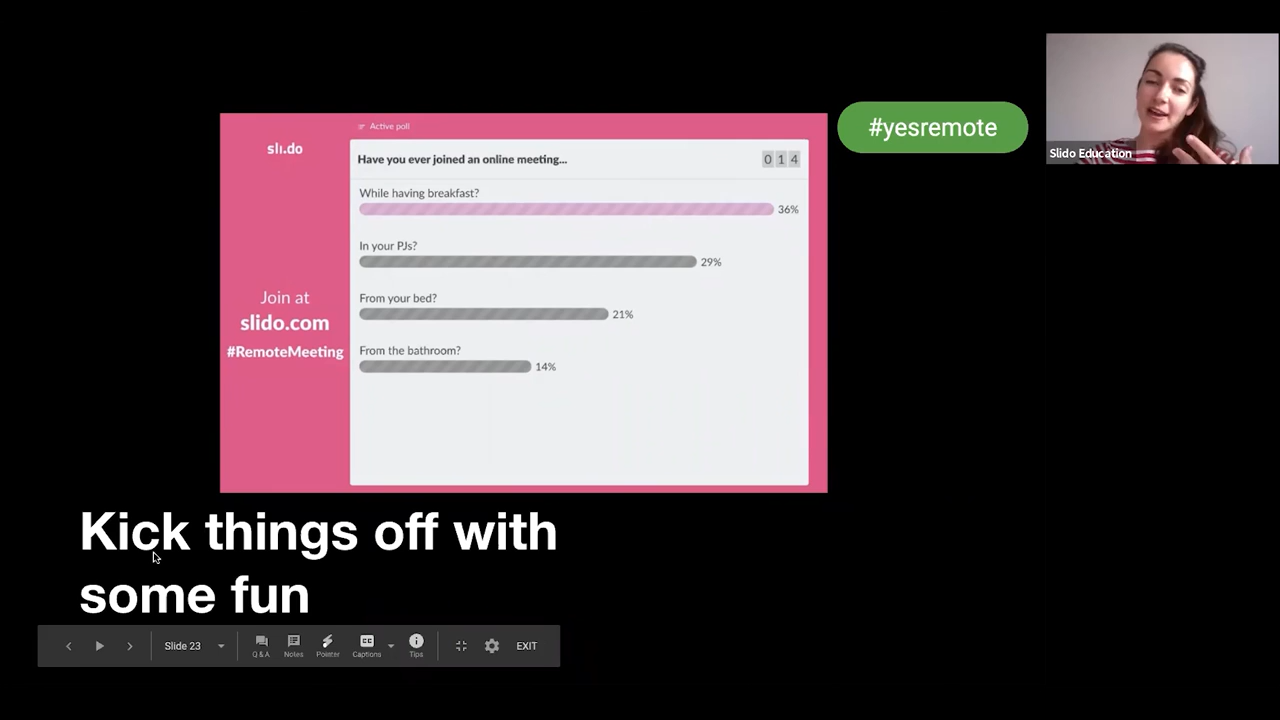 #yesremote
Slido Education
sli.do
Active poll
Have you ever joined an online meeting...
0 1 4
While having breakfast?
36%
In your PJs?
29%
From your bed?
21%
From the bathroom?
14%
Join at
slido.com
#RemoteMeeting
Kick things off with
some fun
Slide 23
Q & A
Notes
Pointer
Captions
Tips
EXIT